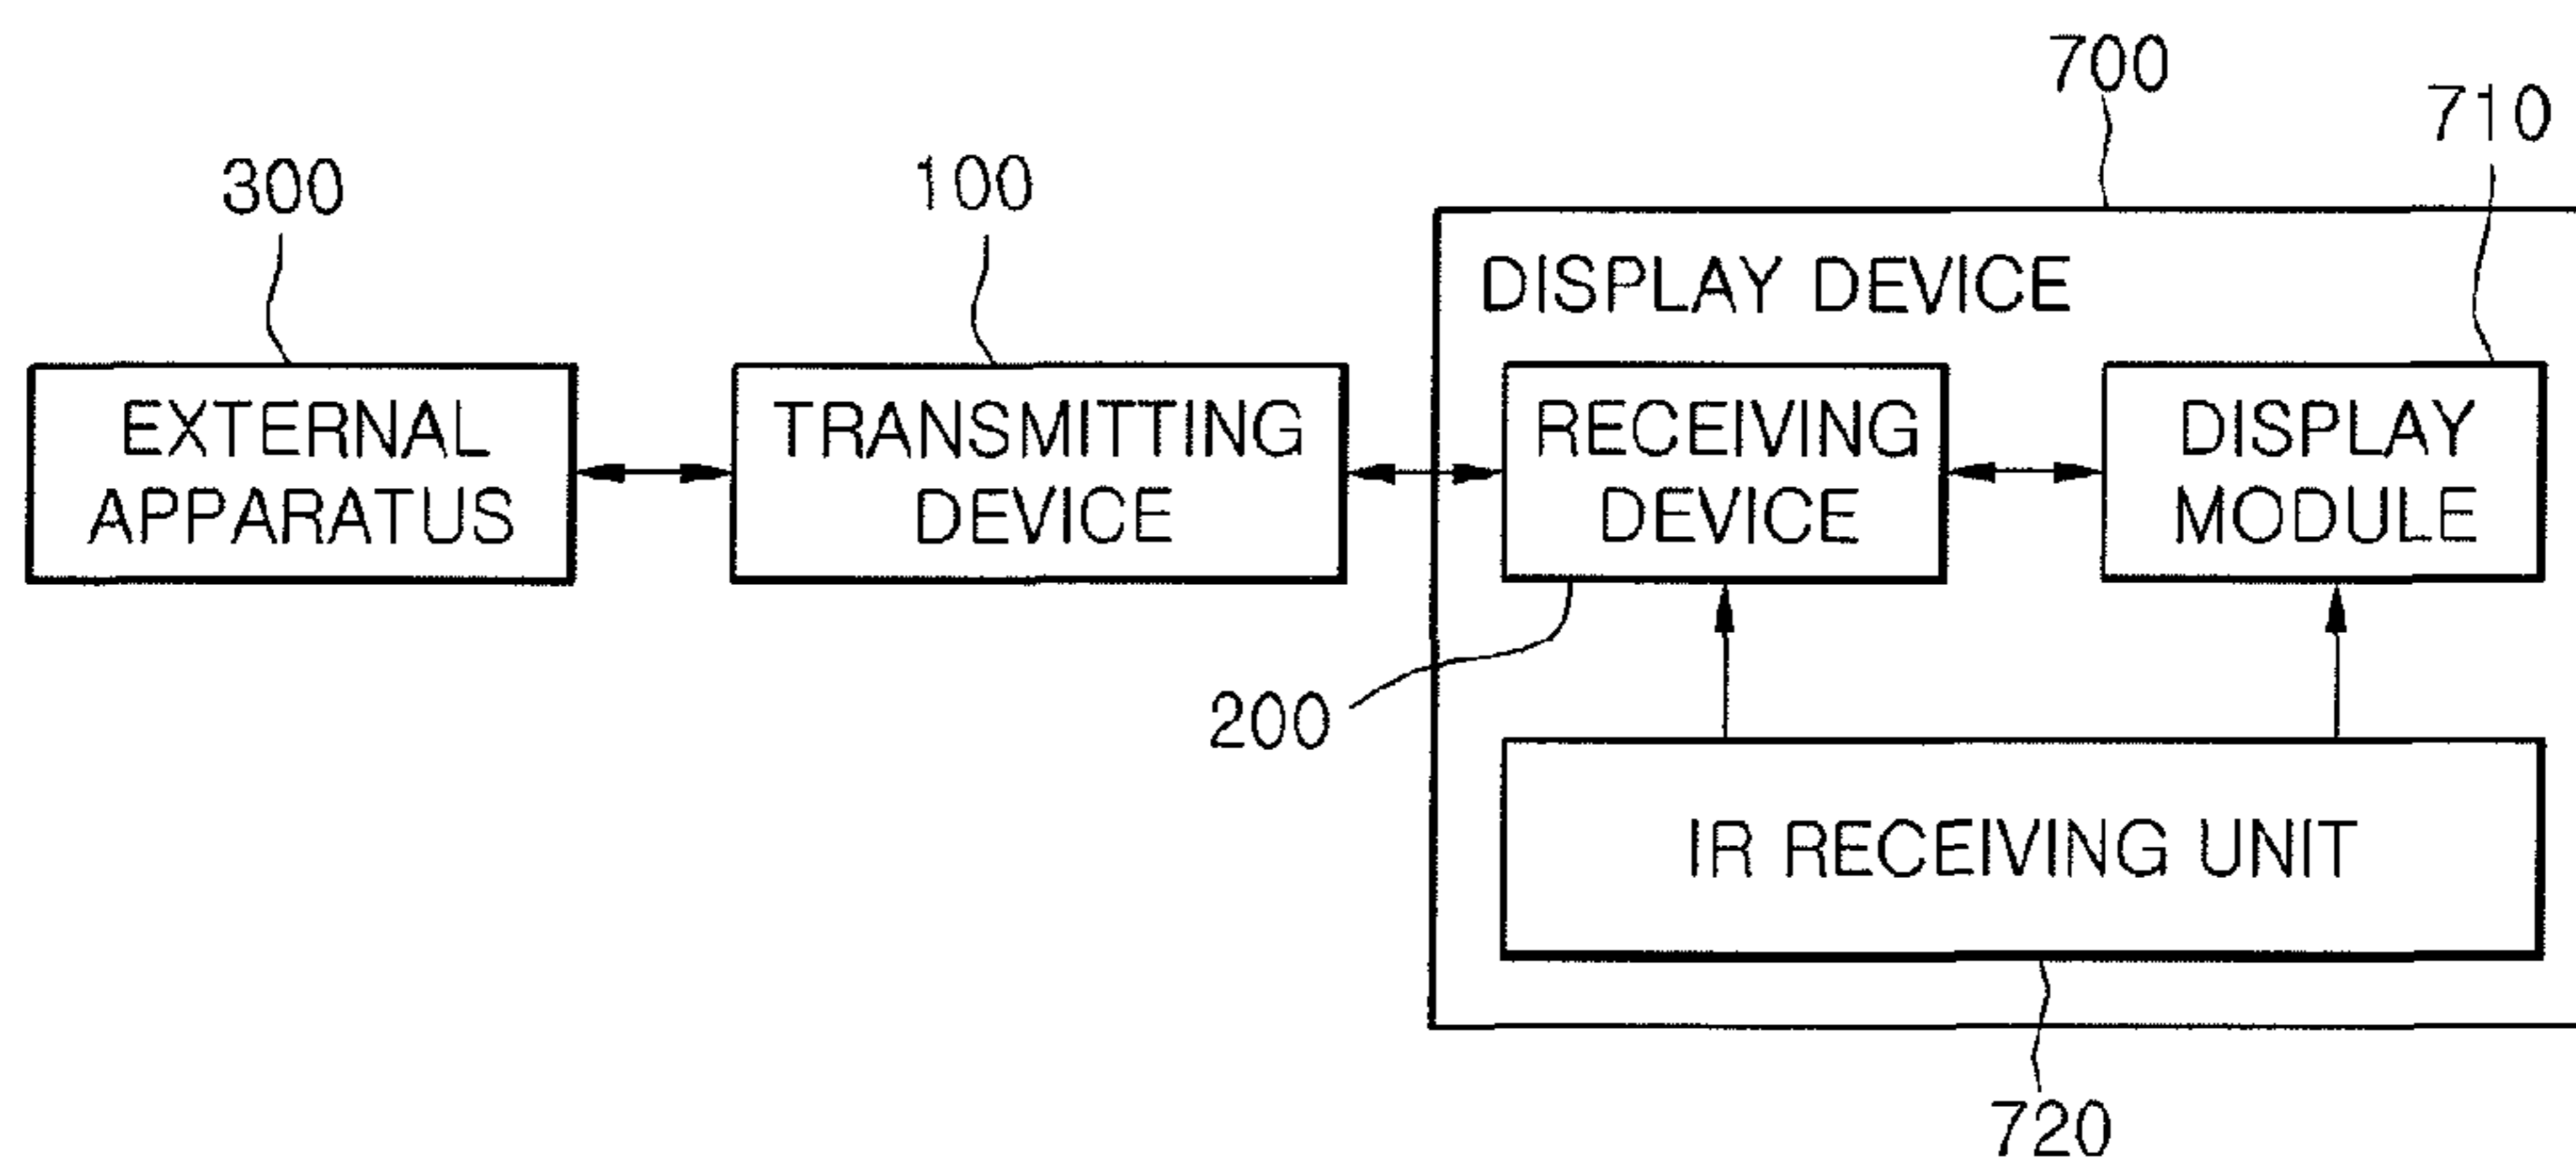 700
710
300
100
DISPLAY DEVICE
EXTERNAL
APPARATUS
TRANSMITTING
DEVICE
RECEIVING
DEVICE
DISPLAY
MODULE
200
IR RECEIVING UNIT
720